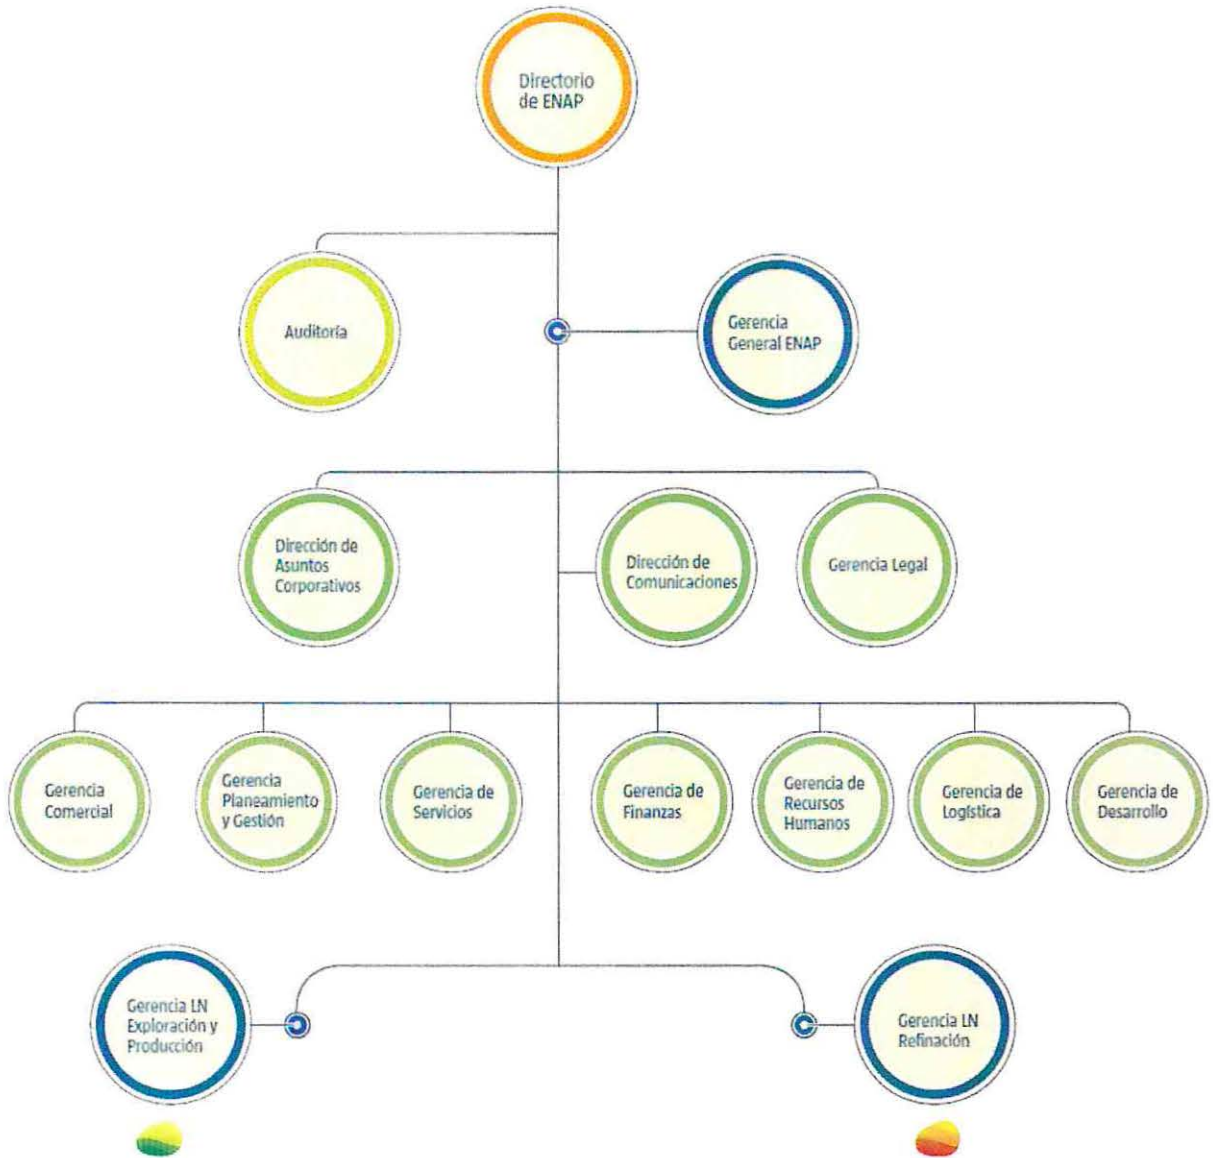 Directorio
de ENAP
Auditoría
Gerencia
General ENAP
Dirección de
Asuntos
Corporativos
Dirección de
Comunicaciones
Gerencia Legal
Gerencia
Comercial
Gerencia
Planeamiento
y Gestión
Gerencia de
Servicios
Gerencia de
Finanzas
Gerencia de
Recursos
Humanos
Gerencia de
Logística
Gerencia de
Desarrollo
Gerencia LN
Exploración y
Producción
Gerencia LN
Refinación